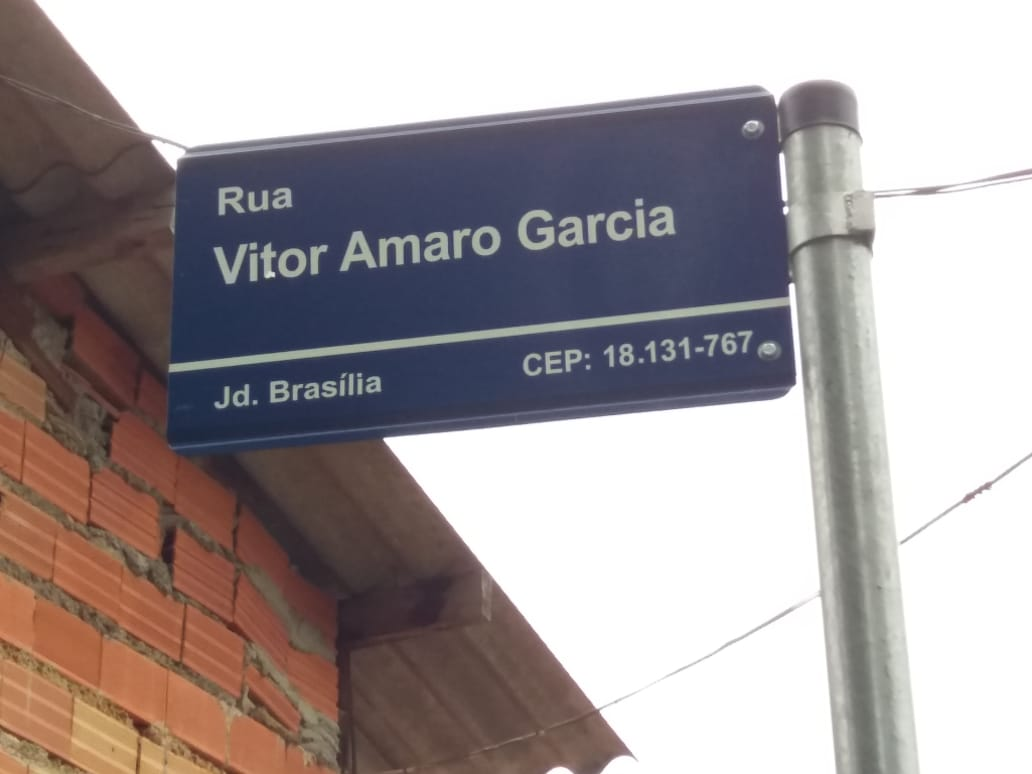 Rua
Vitor Amaro Garcia
Jd. Brasília
CEP: 18.131-767